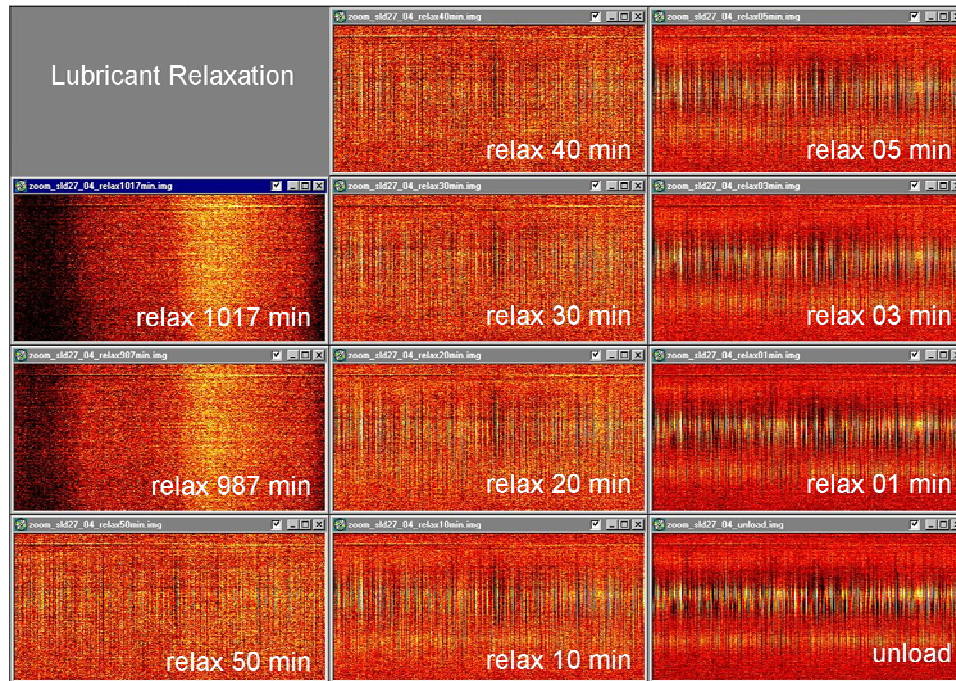 Lubricant Relaxation
zoom_sld27_04_relax40min.img
relax 40 min
zoom_sld27_04_relax05min.img
relax 05 min
zoom_sld27_04_relax1017min.img
relax 1017 min
zoom_sld27_04_relax30min.img
relax 30 min
zoom_sld27_04_relax03min.img
relax 03 min
zoom_sld27_04_relax987min.img
relax 987 min
zoom_sld27_04_relax20min.img
relax 20 min
zoom_sld27_04_relax01min.img
relax 01 min
zoom_sld27_04_relax50min.img
relax 50 min
zoom_sld27_04_relax10min.img
relax 10 min
zoom_sld27_04_unload.img
unload